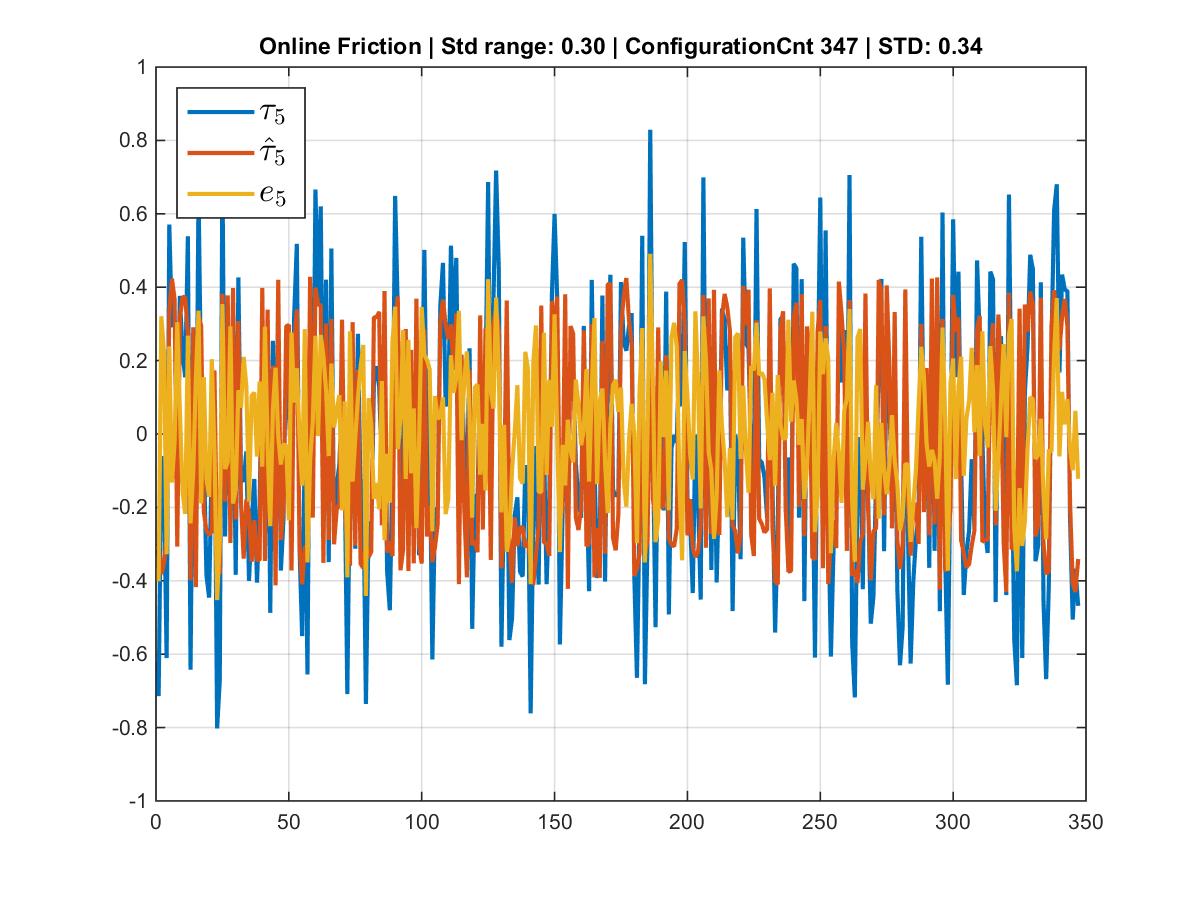 Online Friction | Std range: 0.30 | ConfigurationCnt 347 | STD: 0.34
1
0.8
0.6
0.4
0.2
0
-0.2
-0.4
-0.6
-0.8
-1
τ₅
τ̂₅
e₅
0 50 100 150 200 250 300 350